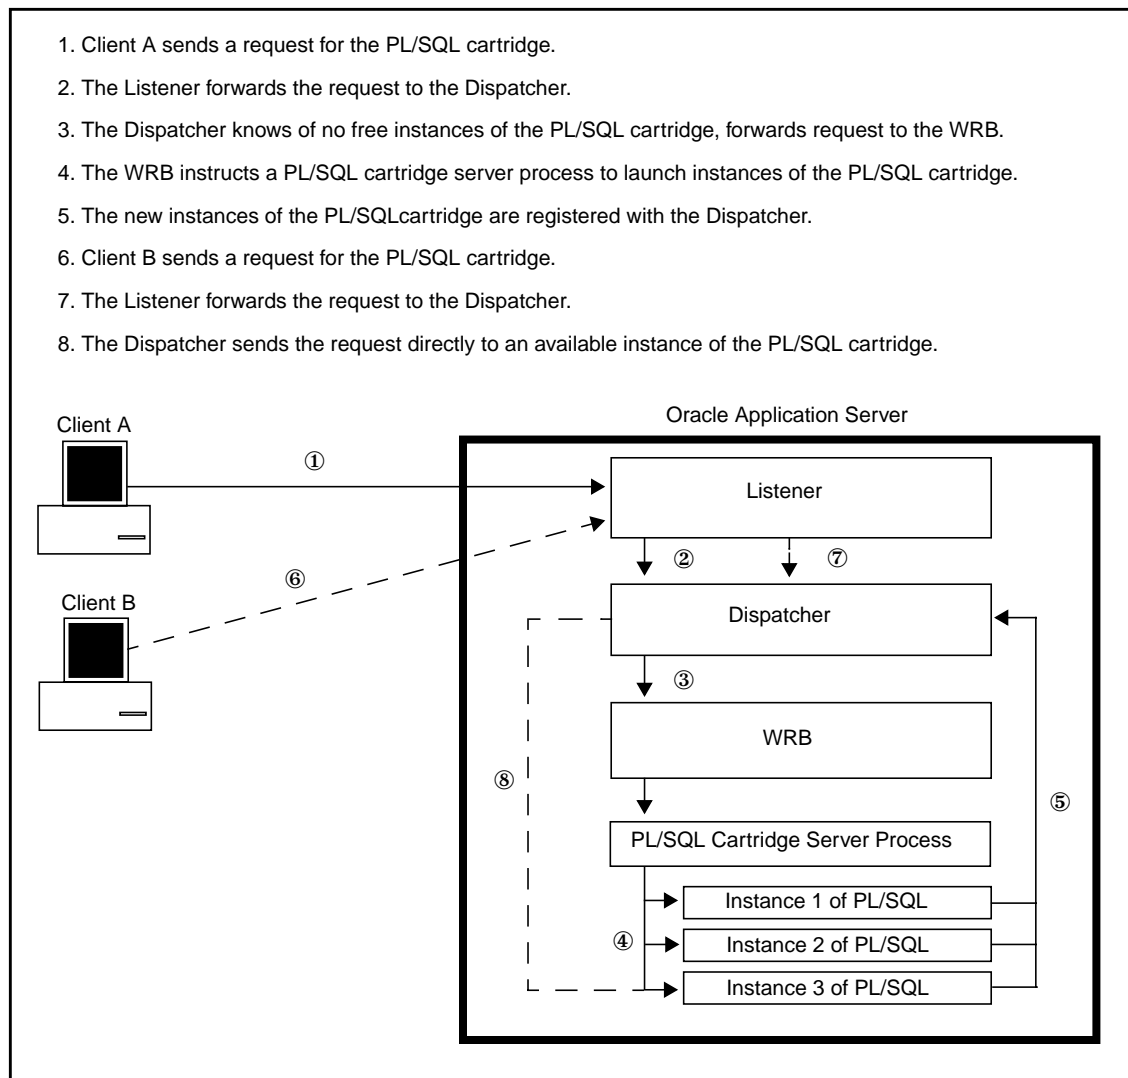 1. Client A sends a request for the PL/SQL cartridge.
2. The Listener forwards the request to the Dispatcher.
3. The Dispatcher knows of no free instances of the PL/SQL cartridge, forwards request to the WRB.
4. The WRB instructs a PL/SQL cartridge server process to launch instances of the PL/SQL cartridge.
5. The new instances of the PL/SQLcartridge are registered with the Dispatcher.
6. Client B sends a request for the PL/SQL cartridge.
7. The Listener forwards the request to the Dispatcher.
8. The Dispatcher sends the request directly to an available instance of the PL/SQL cartridge.
Oracle Application Server
Client A
①
Listener
②
⑦
⑥
Client B
Dispatcher
③
WRB
⑧
⑤
PL/SQL Cartridge Server Process
Instance 1 of PL/SQL
④
Instance 2 of PL/SQL
Instance 3 of PL/SQL